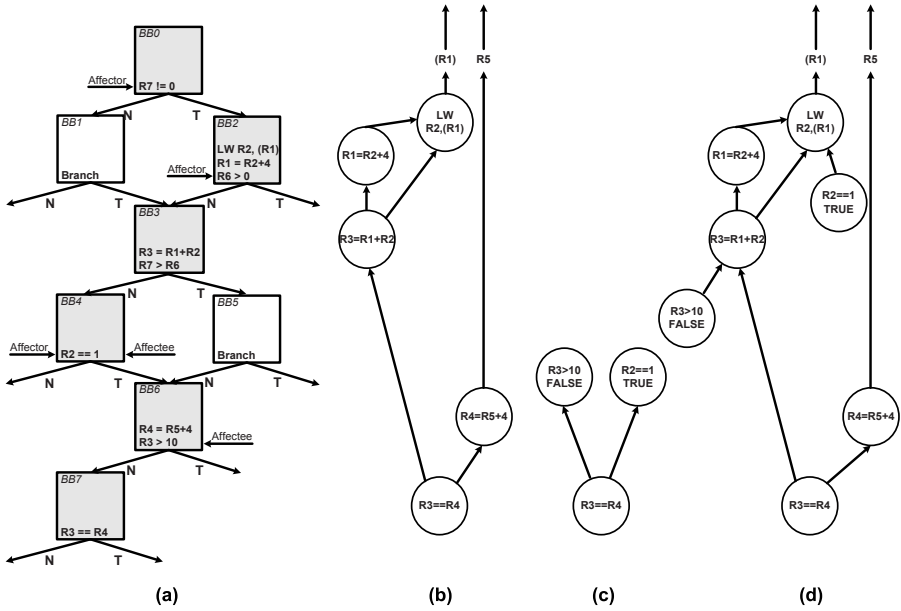 BB0
Affector
R7 != 0
N
T
BB1
Branch
BB2
LW R2, (R1)
R1 = R2+4
R6 > 0
Affector
N
T
N
T
BB3
R3 = R1+R2
R7 > R6
N
T
BB4
Affector
R2 == 1
Affectee
BB5
Branch
N
T
N
T
BB6
R4 = R5+4
R3 > 10
Affectee
N
T
BB7
R3 == R4
N
T
(a)
(R1)
R5
LW
R2,(R1)
R1=R2+4
R3=R1+R2
R4=R5+4
R3==R4
(b)
R3>10
FALSE
R2==1
TRUE
R3==R4
(c)
(R1)
R5
LW
R2,(R1)
R1=R2+4
R2==1
TRUE
R3=R1+R2
R3>10
FALSE
R4=R5+4
R3==R4
(d)